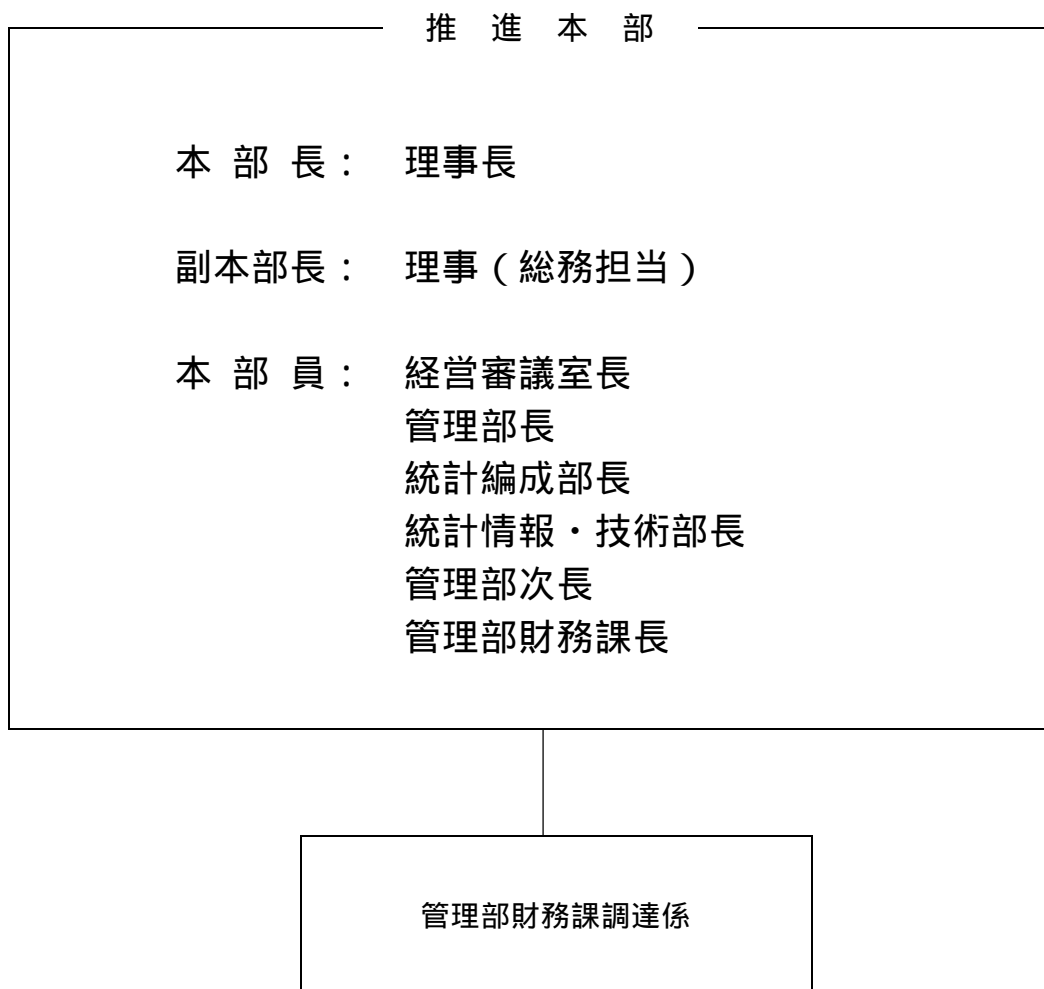 推 進 本 部
本 部 長： 理事長
副本部長： 理事（総務担当）
本 部 員： 経営審議室長
管理部長
統計編成部長
統計情報・技術部長
管理部次長
管理部財務課長
管理部財務課調達係